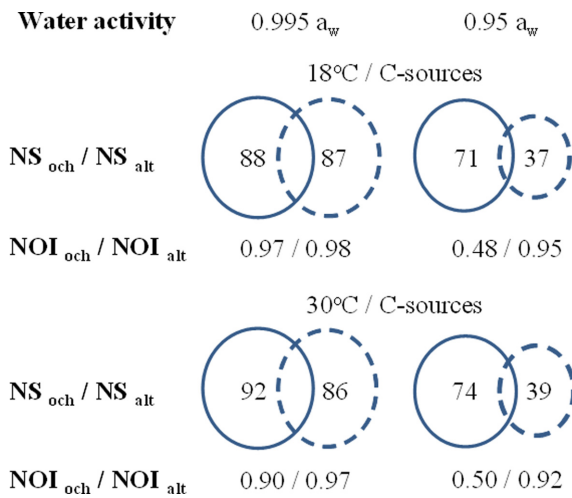 Water activity 0.995 a_w 0.95 a_w
18°C / C-sources
NS och / NS alt 88 87 71 37
NOI och / NOI alt 0.97 / 0.98 0.48 / 0.95
30°C / C-sources
NS och / NS alt 92 86 74 39
NOI och / NOI alt 0.90 / 0.97 0.50 / 0.92